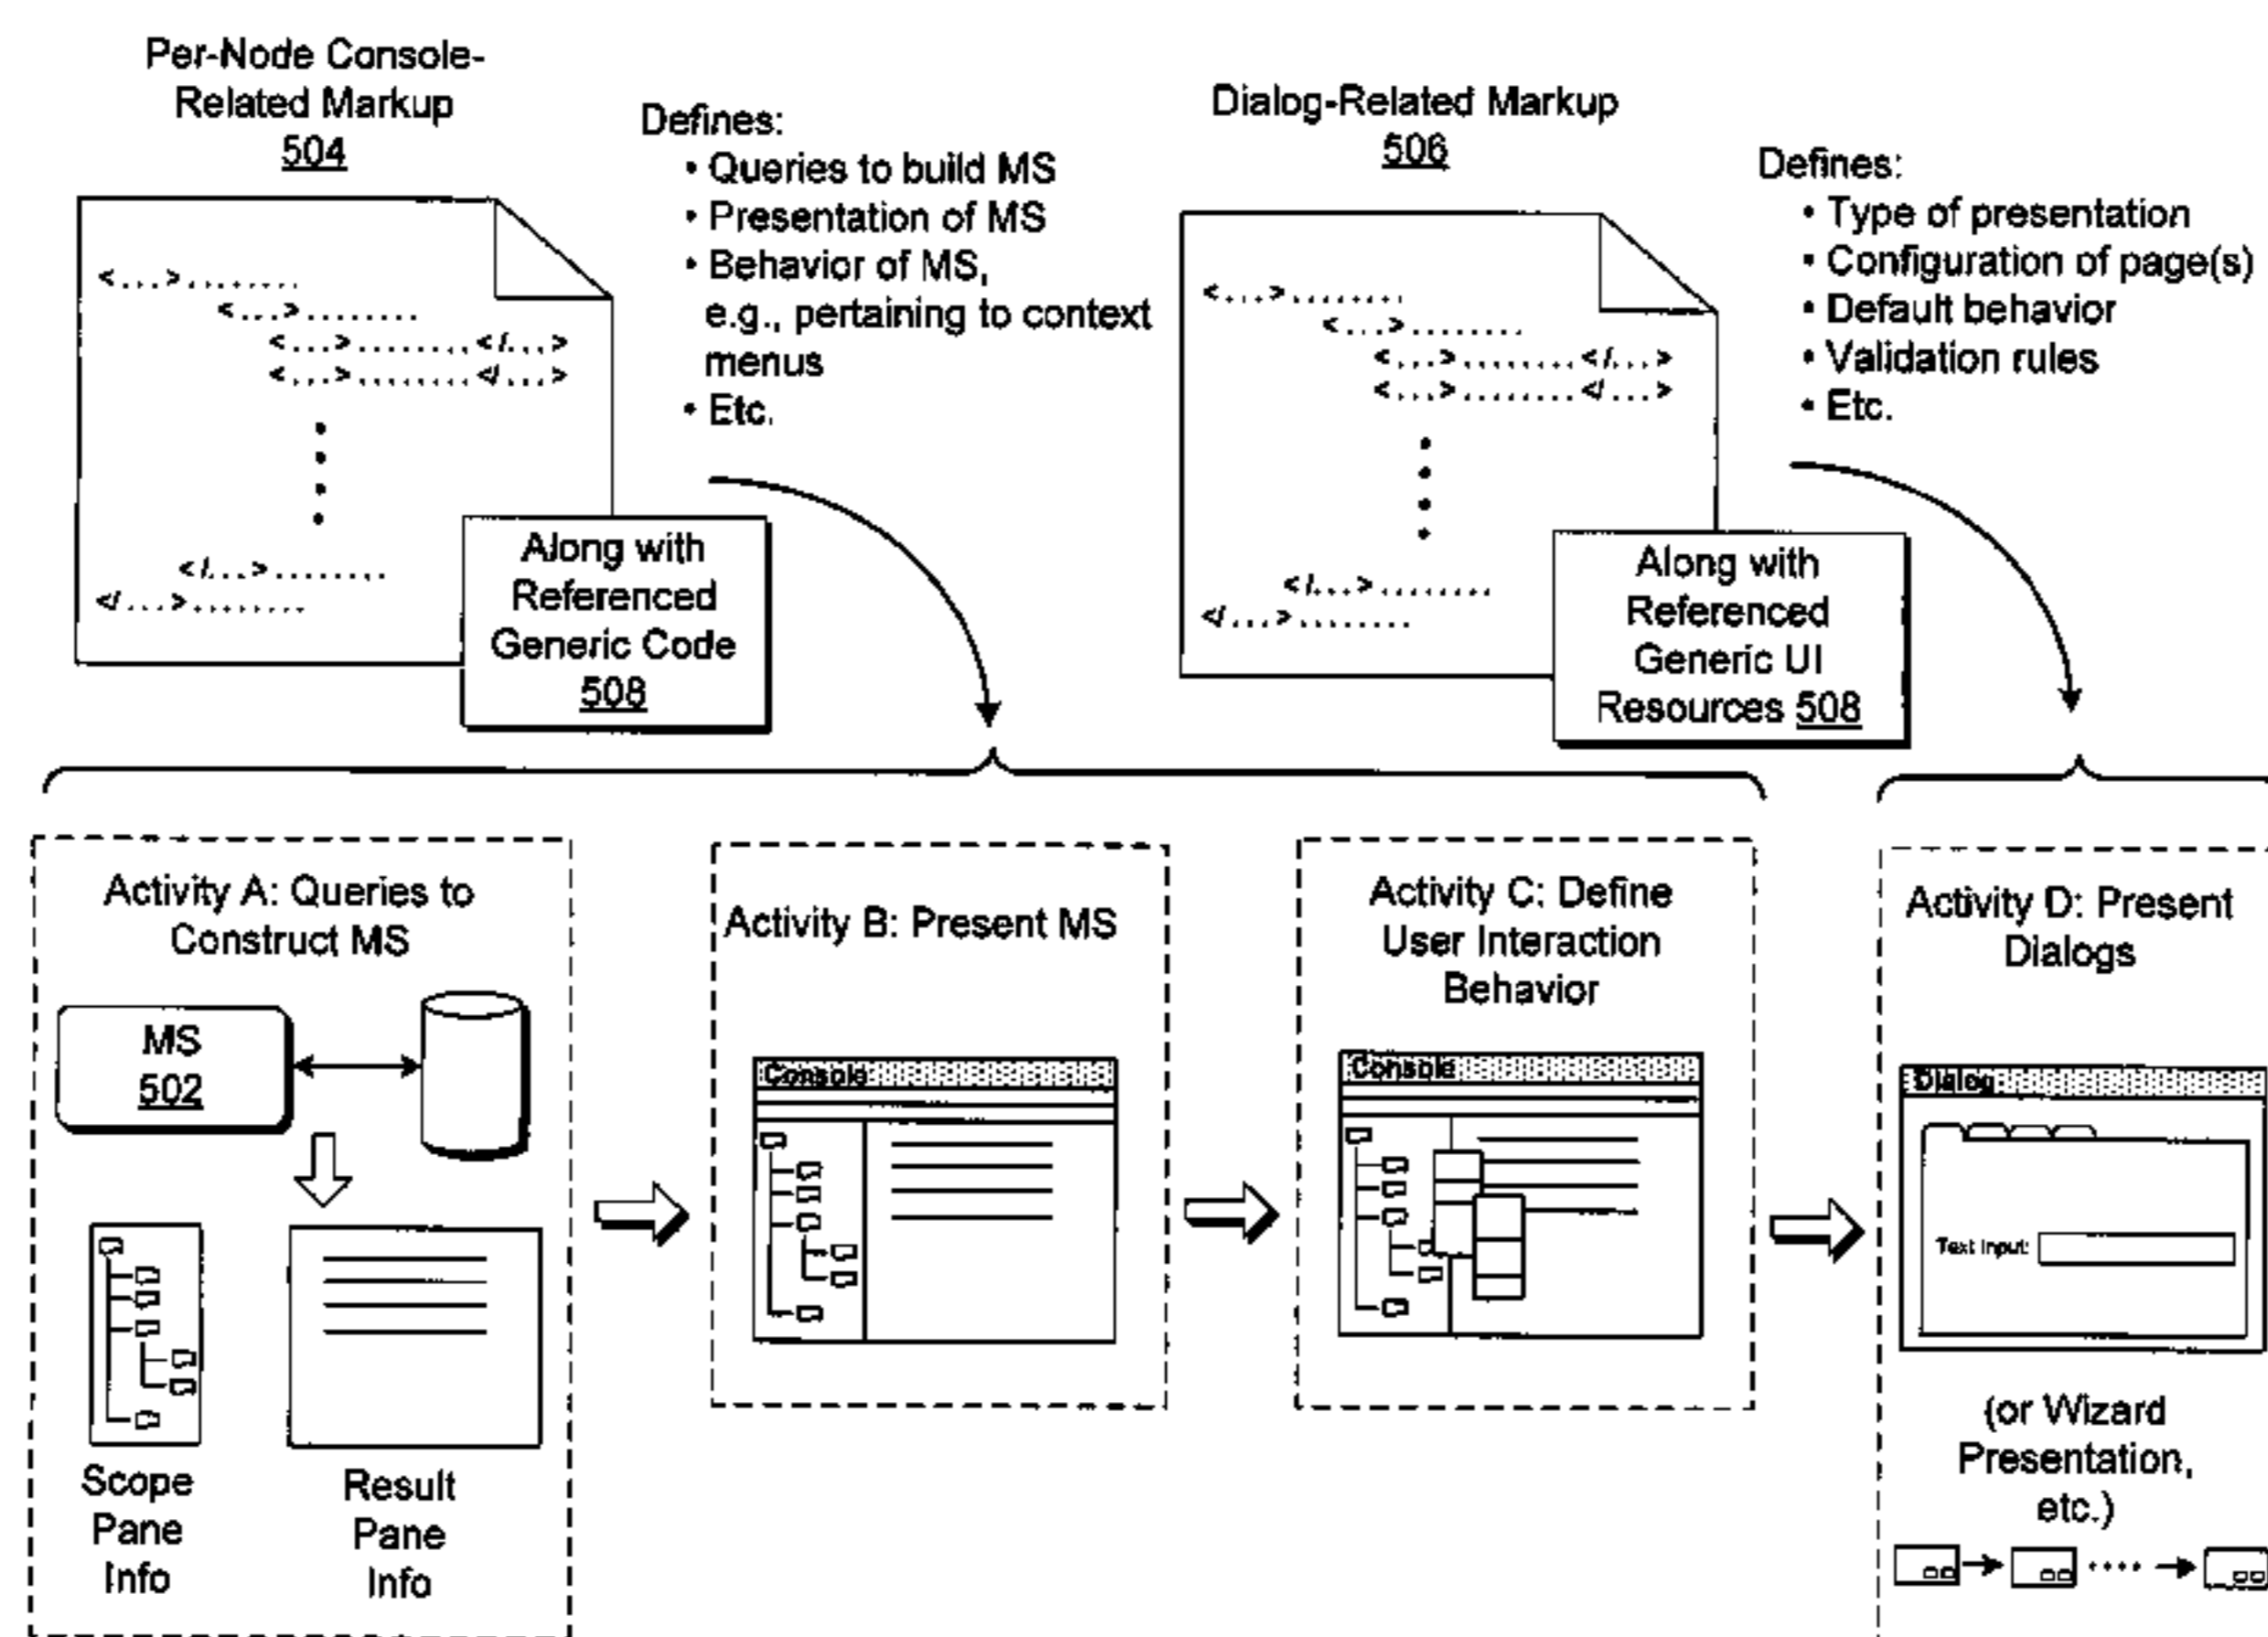 Per-Node Console-
Related Markup
504
Defines:
• Queries to build MS
• Presentation of MS
• Behavior of MS,
e.g., pertaining to context
menus
• Etc.
<...>........
<...>........
<...>........</...>
<...>........</...>
</...>........
</...>........
Along with
Referenced
Generic Code
508
Dialog-Related Markup
506
Defines:
• Type of presentation
• Configuration of page(s)
• Default behavior
• Validation rules
• Etc.
<...>........
<...>........
<...>........</...>
<...>........</...>
</...>........
</...>........
Along with
Referenced
Generic UI
Resources 508
Activity A: Queries to
Construct MS
MS
502
Scope
Pane
Info
Result
Pane
Info
Activity B: Present MS
Console
Activity C: Define
User Interaction
Behavior
Console
Activity D: Present
Dialogs
Dialog
Text Input:
(or Wizard
Presentation,
etc.)